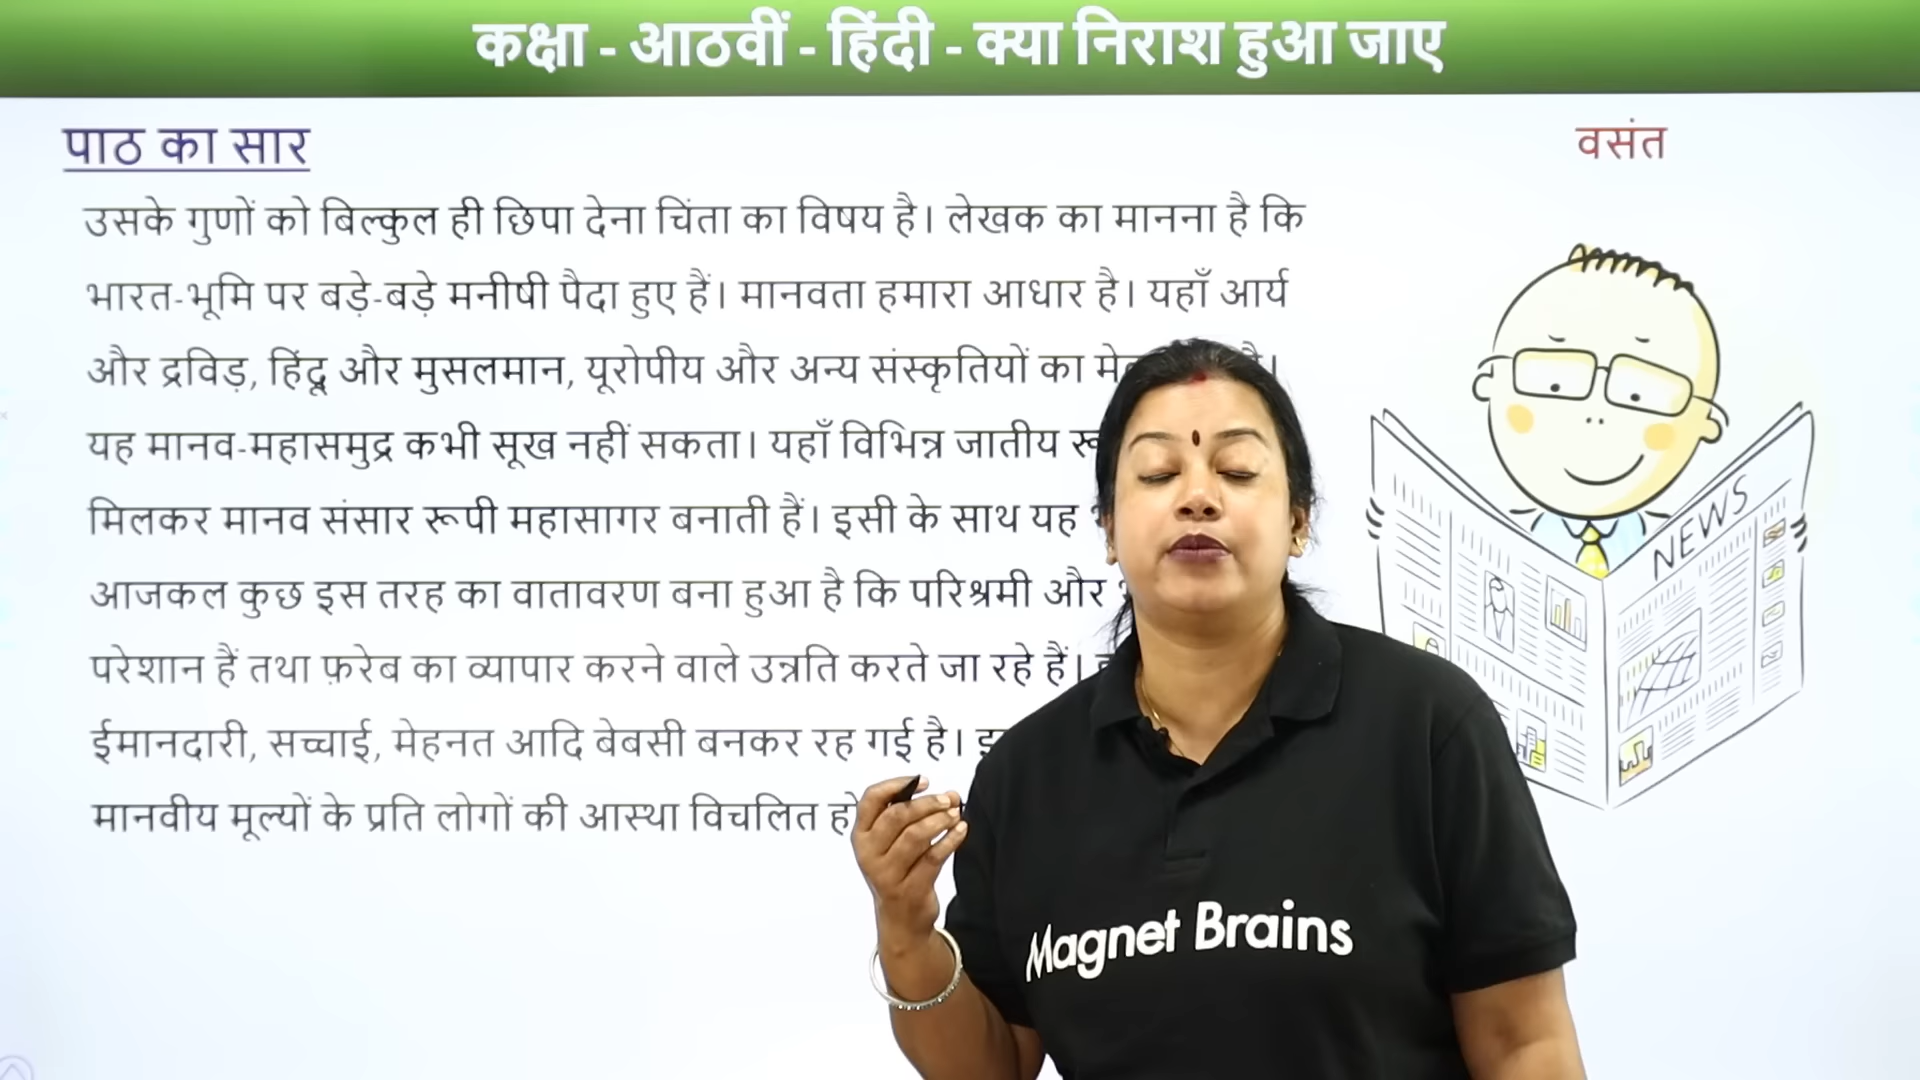 कक्षा - आठवीं - हिंदी - क्या निराश हुआ जाए
पाठ का सार
वसंत
उसके गुणों को बिल्कुल ही छिपा देना चिंता का विषय है। लेखक का मानना है कि
भारत-भूमि पर बड़े-बड़े मनीषी पैदा हुए हैं। मानवता हमारा आधार है। यहाँ आर्य
और द्रविड़, हिंदू और मुसलमान, यूरोपीय और अन्य संस्कृतियों का है।
यह मानव-महासमुद्र कभी सूख नहीं सकता। यहाँ विभिन्न जातीय
मिलकर मानव संसार रूपी महासागर बनाती हैं। इसी के साथ यह
आजकल कुछ इस तरह का वातावरण बना हुआ है कि परिश्रमी और
परेशान हैं तथा फ़रेब का व्यापार करने वाले उन्नति करते जा रहे हैं।
ईमानदारी, सच्चाई, मेहनत आदि बेबसी बनकर रह गई है।
मानवीय मूल्यों के प्रति लोगों की आस्था विचलित
NEWS
Magnet Brains